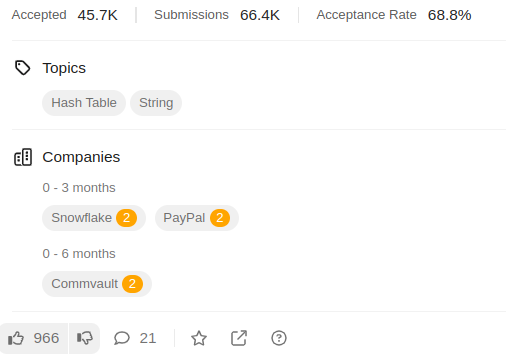 Accepted 45.7K Submissions 66.4K Acceptance Rate 68.8%
Topics
Hash Table String
Companies
0 - 3 months
Snowflake 2 PayPal 2
0 - 6 months
Commvault 2
966 21